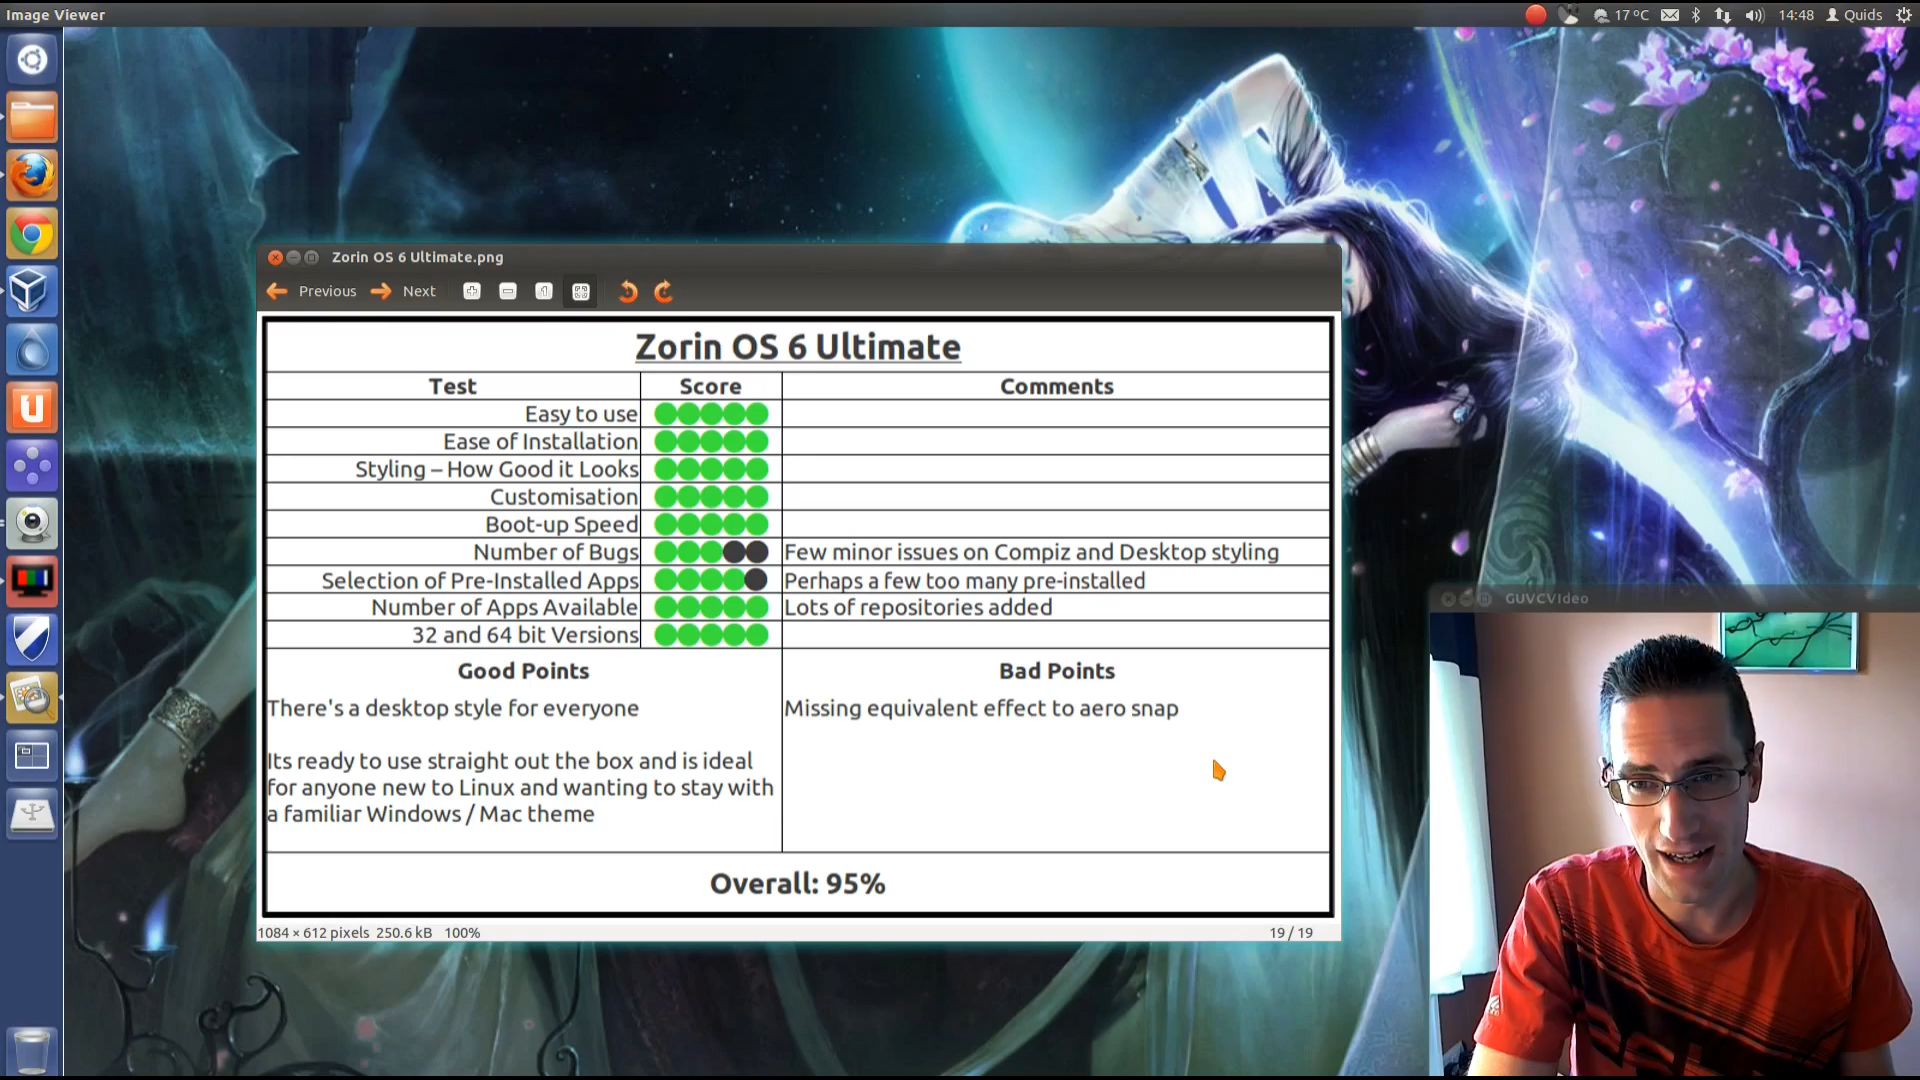 Image Viewer
17 ºC
14:48
Quids
Zorin OS 6 Ultimate.png
Previous
Next
Zorin OS 6 Ultimate
Test Score Comments
Easy to use
Ease of Installation
Styling – How Good it Looks
Customisation
Boot-up Speed
Number of Bugs Few minor issues on Compiz and Desktop styling
Selection of Pre-Installed Apps Perhaps a few too many pre-installed
Number of Apps Available Lots of repositories added
32 and 64 bit Versions
Good Points
There's a desktop style for everyone
Its ready to use straight out the box and is ideal
for anyone new to Linux and wanting to stay with
a familiar Windows / Mac theme
Bad Points
Missing equivalent effect to aero snap
Overall: 95%
1084 × 612 pixels 250.6 kB 100%
19 / 19
GUVCVideo